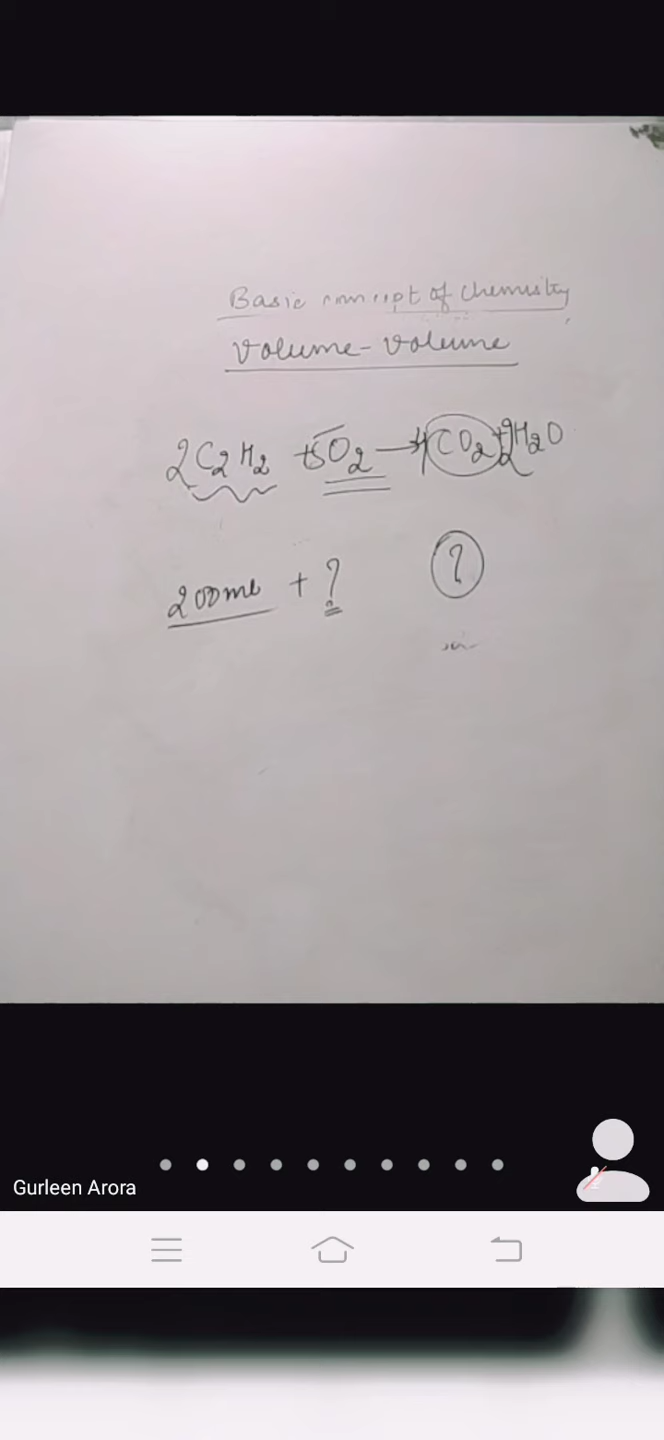 Basic concept of Chemistry
Volume-Volume
2C2H2 + 5O2 → 4CO2 + 2H2O
200ml + ? ?
Gurleen Arora